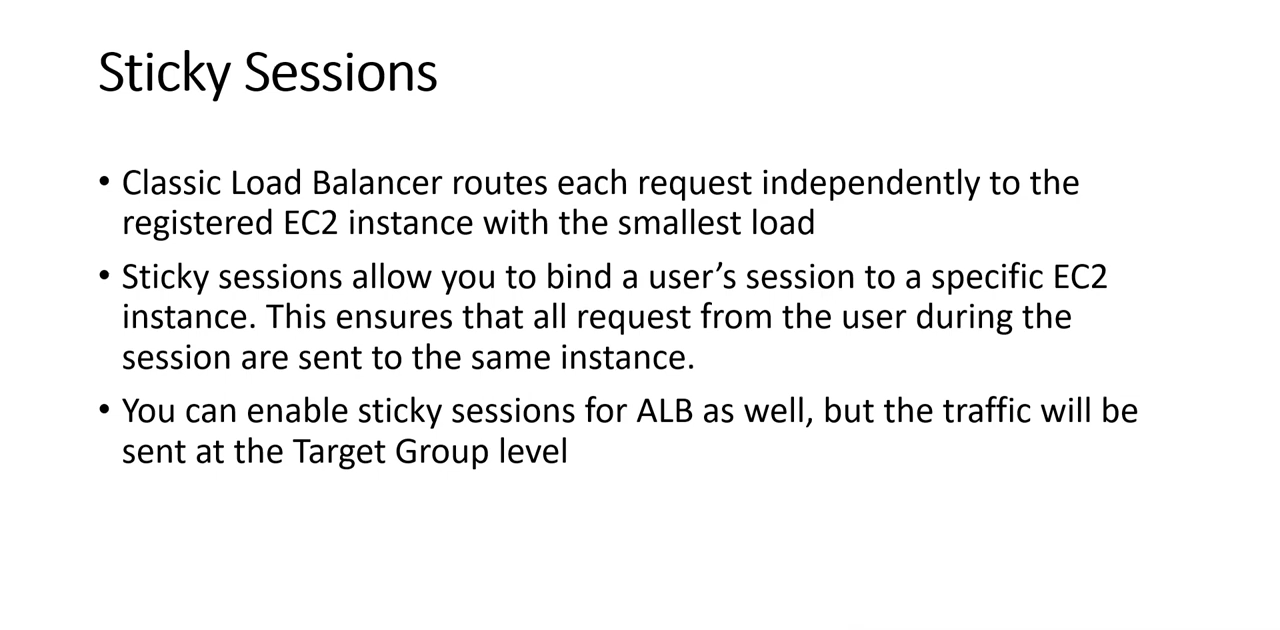 Sticky Sessions
• Classic Load Balancer routes each request independently to the
registered EC2 instance with the smallest load
• Sticky sessions allow you to bind a user’s session to a specific EC2
instance. This ensures that all request from the user during the
session are sent to the same instance.
• You can enable sticky sessions for ALB as well, but the traffic will be
sent at the Target Group level